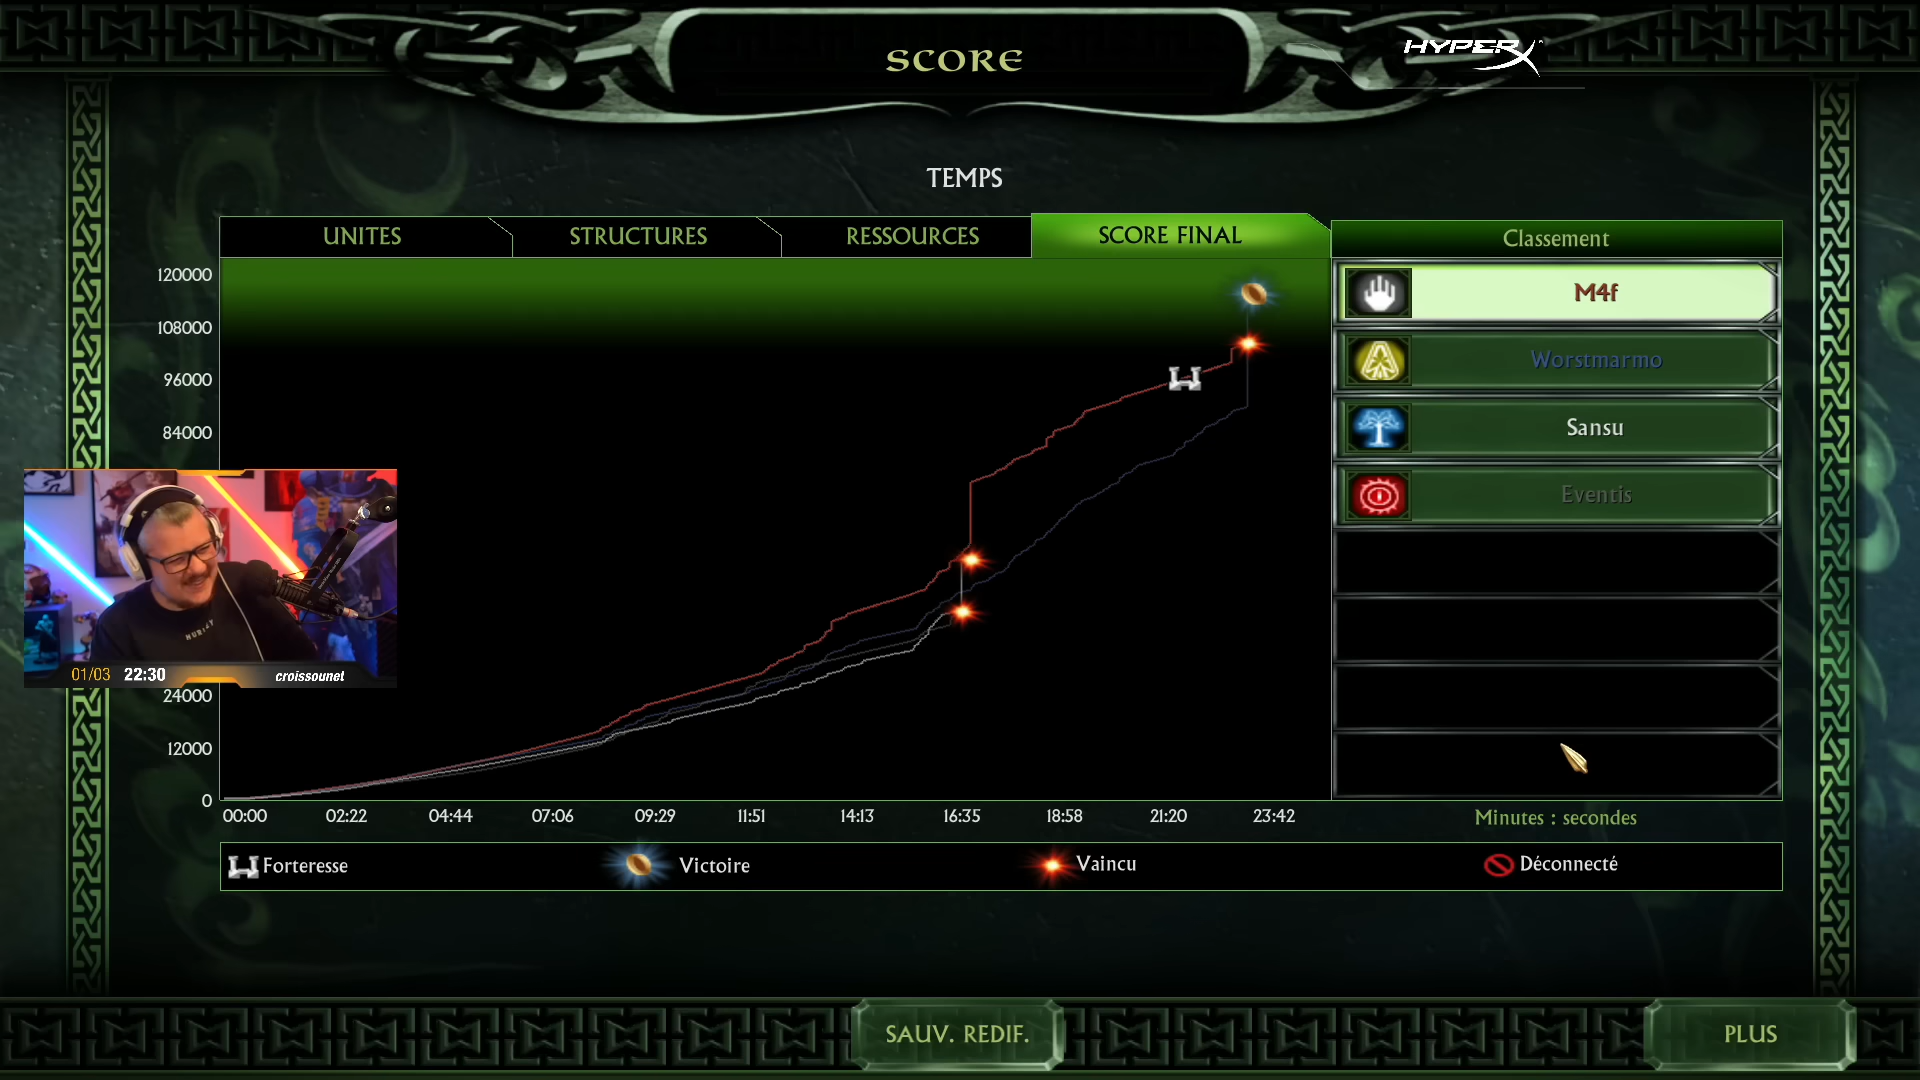 SCORE
HYPERX
TEMPS
UNITES
STRUCTURES
RESSOURCES
SCORE FINAL
Classement
120000
108000
96000
84000
24000
12000
0
M4f
Worstmarmo
Sansu
Eventis
HURLEY
01/03 22:30 croissounet
00:00 02:22 04:44 07:06 09:29 11:51 14:13 16:35 18:58 21:20 23:42
Minutes : secondes
Forteresse
Victoire
Vaincu
Déconnecté
SAUV. REDIF.
PLUS